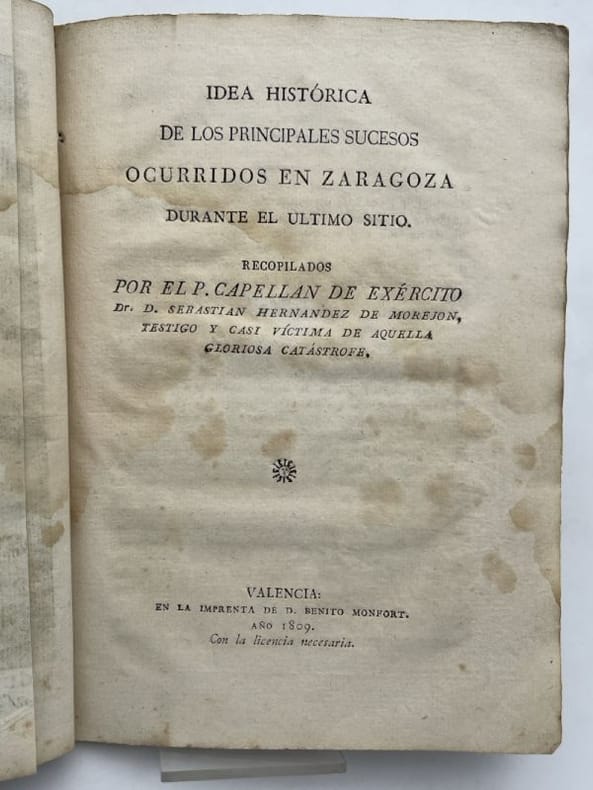 IDEA HISTÓRICA
DE LOS PRINCIPALES SUCESOS
OCURRIDOS EN ZARAGOZA
DURANTE EL ULTIMO SITIO.
RECOPILADOS
POR EL P. CAPELLAN DE EXÉRCITO
Dr. D. SEBASTIAN HERNANDEZ DE MOREJON,
TESTIGO Y CASI VÍCTIMA DE AQUELLA
GLORIOSA CATÁSTROFE.
VALENCIA:
EN LA IMPRENTA DE D. BENITO MONFORT.
AÑO 1809.
Con la licencia necesaria.